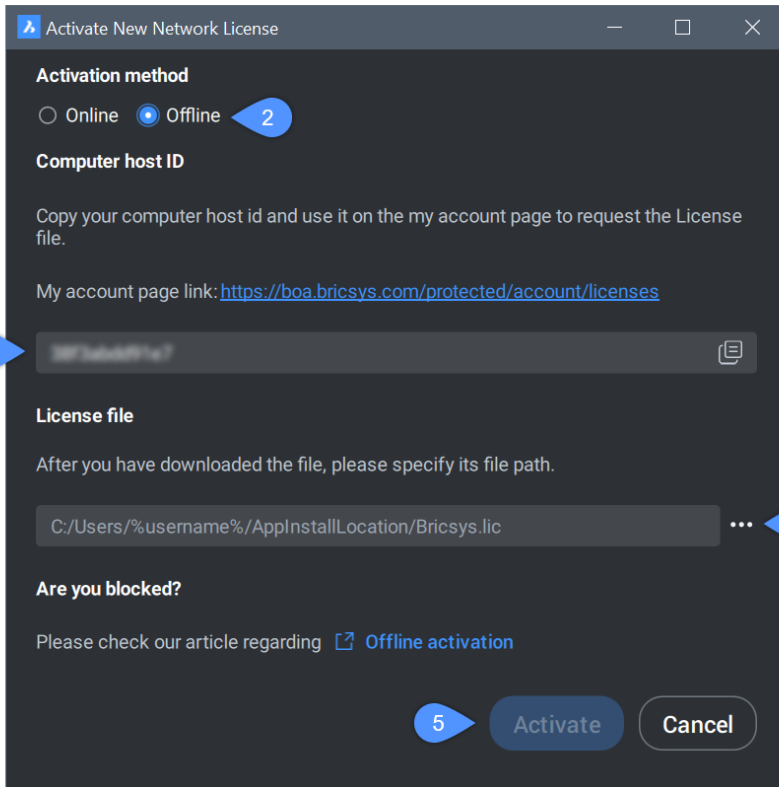 Activate New Network License
Activation method
Online Offline 2
Computer host ID
Copy your computer host id and use it on the my account page to request the License
file.
My account page link: https://boa.bricsys.com/protected/account/licenses
License file
After you have downloaded the file, please specify its file path.
C:/Users/%username%/AppInstallLocation/Bricsys.lic
Are you blocked?
Please check our article regarding Offline activation
5 Activate Cancel